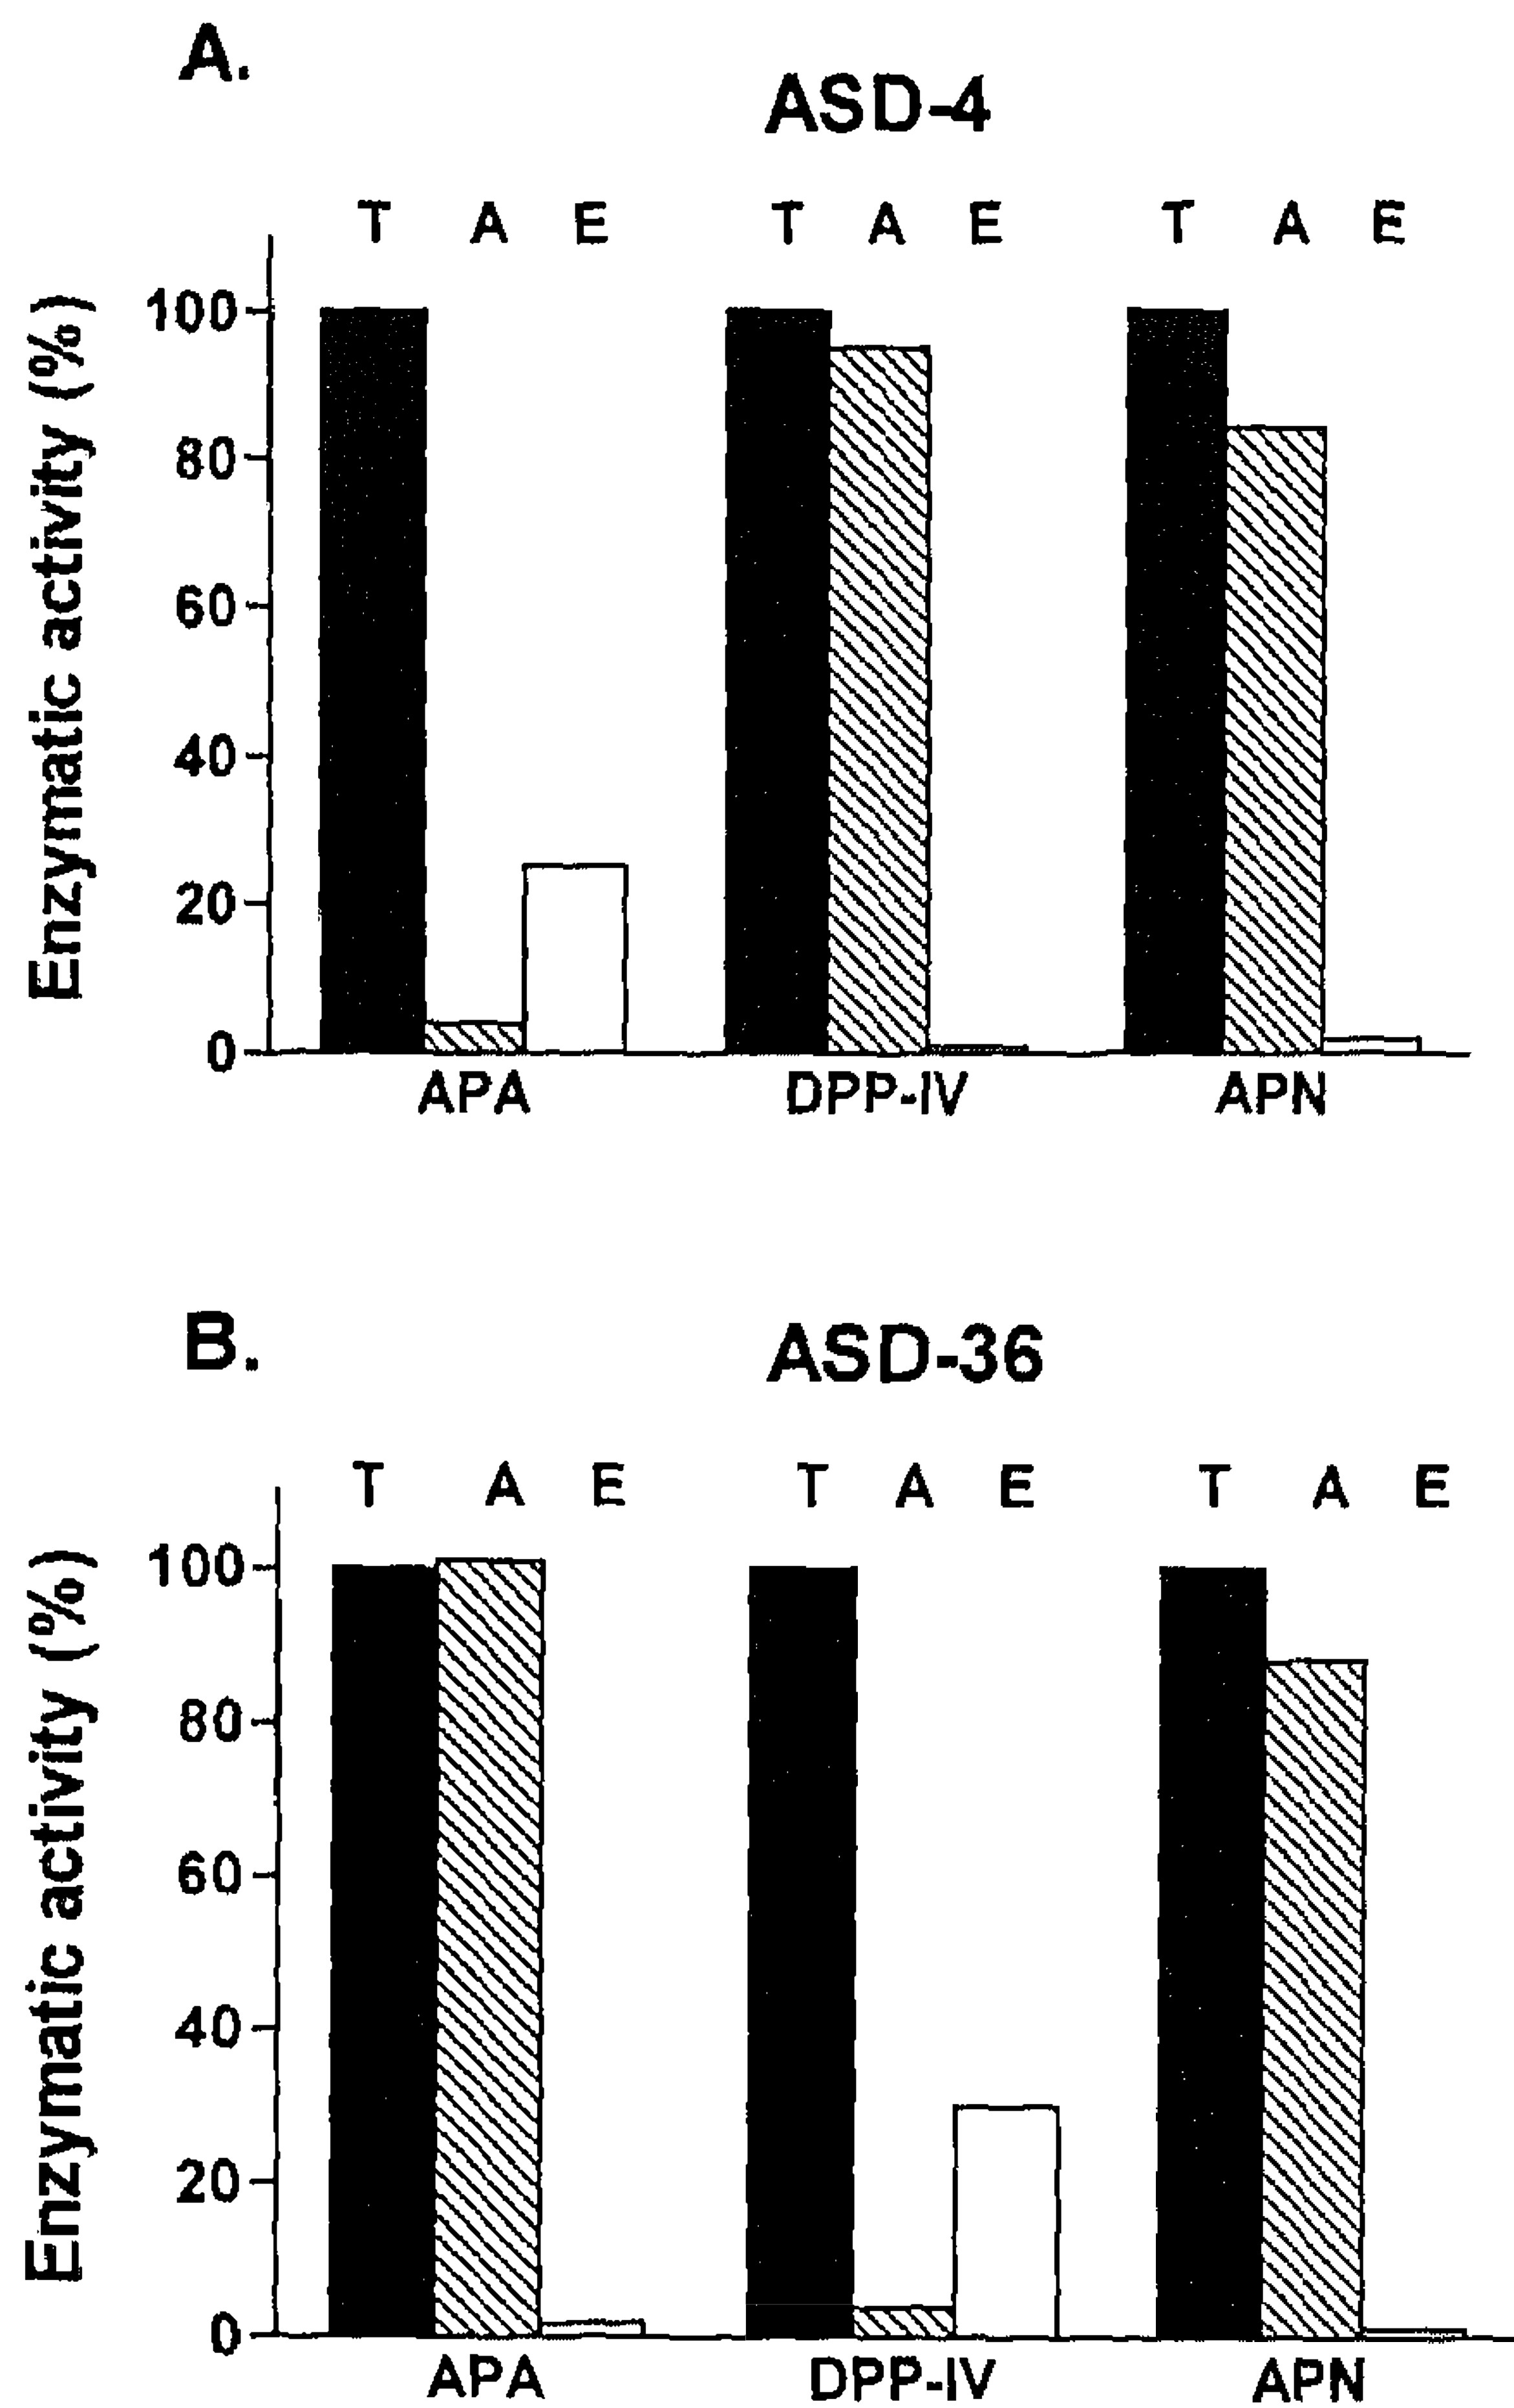 A.
ASD-4
T A E T A E T A E
Enzymatic activity (%)
100
80
60
40
20
0
APA DPP-IV APN
B.
ASD-36
T A E T A E T A E
Enzymatic activity (%)
100
80
60
40
20
0
APA DPP-IV APN